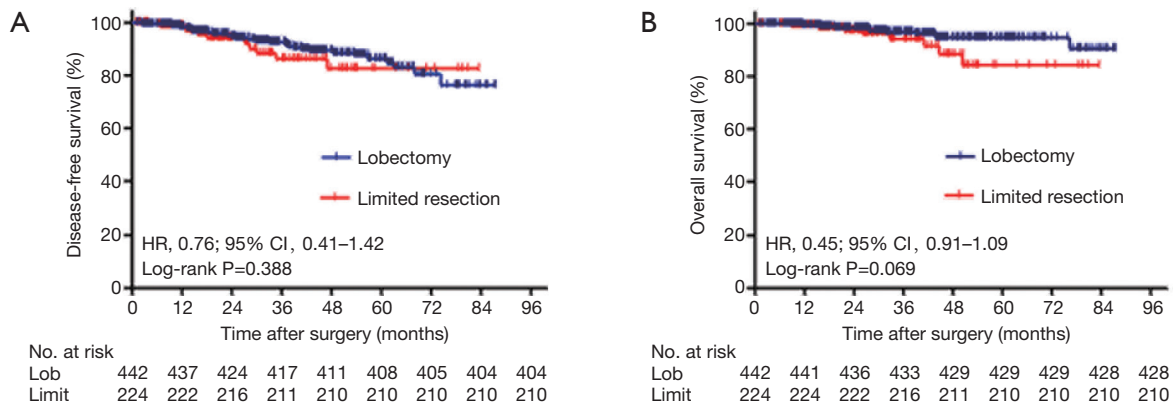 A
Disease-free survival (%)
100
80
60
40
20
0
Lobectomy
Limited resection
HR, 0.76; 95% CI, 0.41–1.42
Log-rank P=0.388
0 12 24 36 48 60 72 84 96
Time after surgery (months)
No. at risk
Lob 442 437 424 417 411 408 405 404 404
Limit 224 222 216 211 210 210 210 210 210
B
Overall survival (%)
100
80
60
40
20
0
Lobectomy
Limited resection
HR, 0.45; 95% CI, 0.91–1.09
Log-rank P=0.069
0 12 24 36 48 60 72 84 96
Time after surgery (months)
No. at risk
Lob 442 441 436 433 429 429 429 428 428
Limit 224 224 222 216 211 210 210 210 210